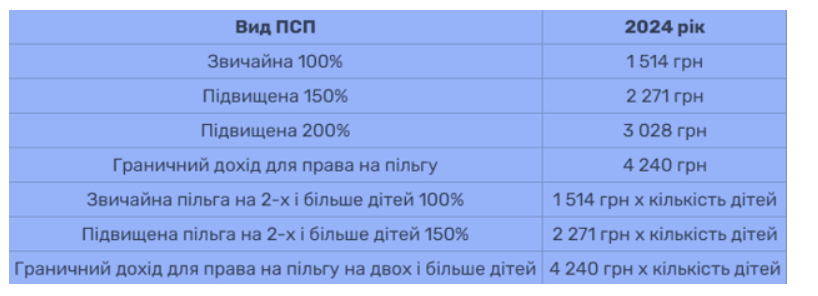 Вид ПСП 2024 рік
Звичайна 100% 1 514 грн
Підвищена 150% 2 271 грн
Підвищена 200% 3 028 грн
Граничний дохід для права на пільгу 4 240 грн
Звичайна пільга на 2-х і більше дітей 100% 1 514 грн х кількість дітей
Підвищена пільга на 2-х і більше дітей 150% 2 271 грн х кількість дітей
Граничний дохід для права на пільгу на двох і більше дітей 4 240 грн х кількість дітей